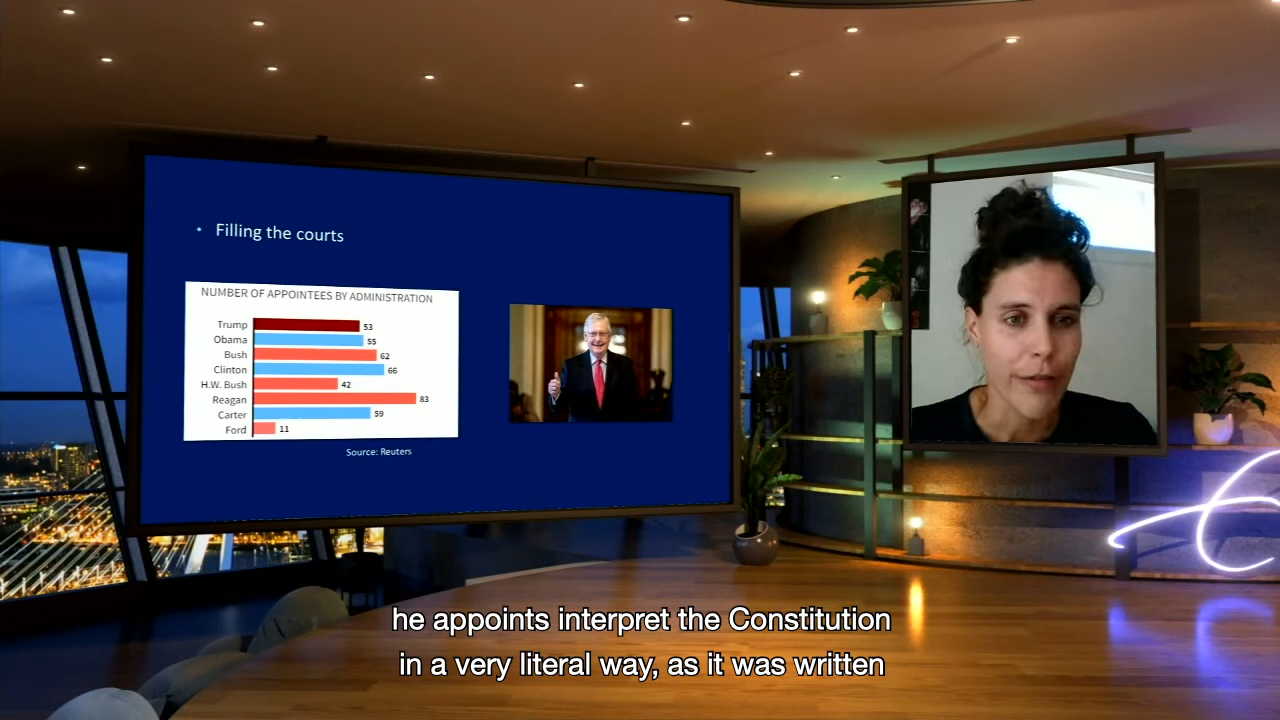 • Filling the courts
NUMBER OF APPOINTEES BY ADMINISTRATION
Trump 53
Obama 55
Bush 62
Clinton 66
H.W. Bush 42
Reagan 83
Carter 59
Ford 11
Source: Reuters
he appoints interpret the Constitution
in a very literal way, as it was written